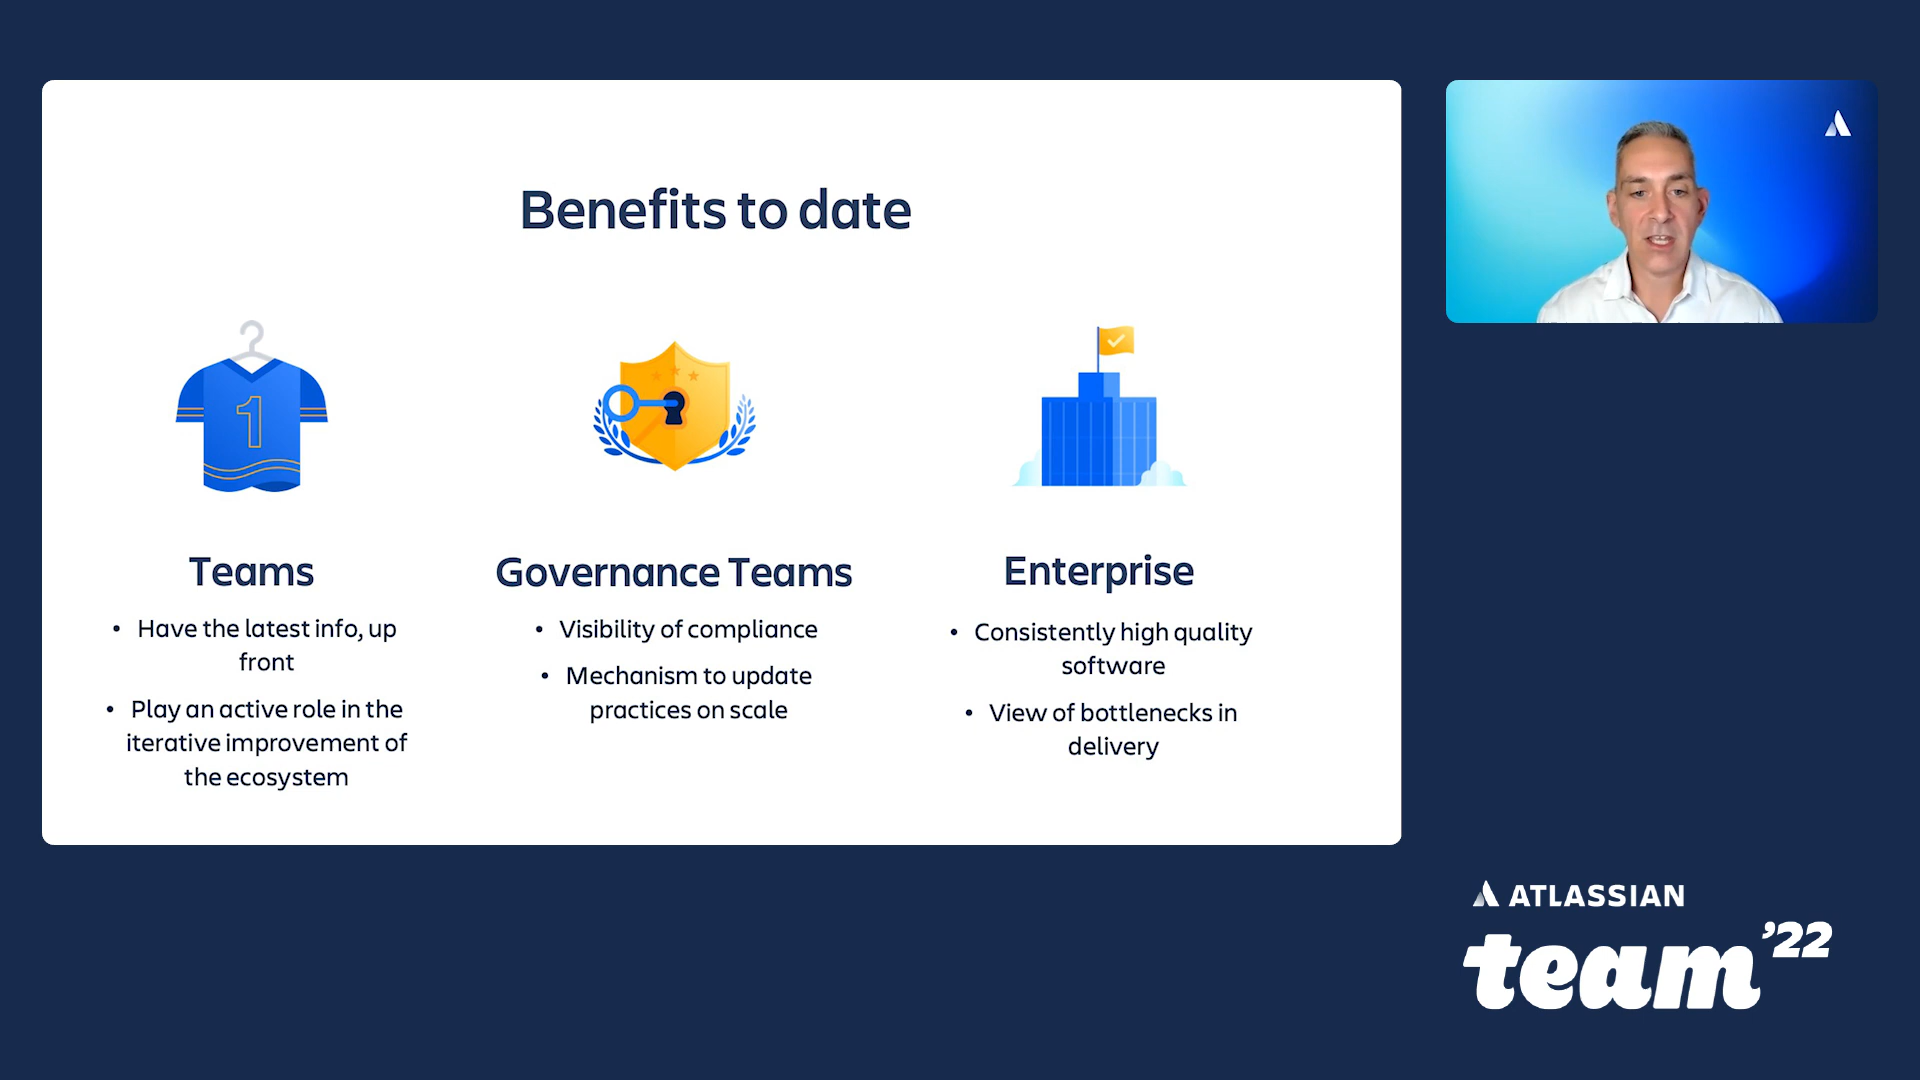 Benefits to date
1
Teams
• Have the latest info, up
front
• Play an active role in the
iterative improvement of
the ecosystem
Governance Teams
• Visibility of compliance
• Mechanism to update
practices on scale
Enterprise
• Consistently high quality
software
• View of bottlenecks in
delivery
ATLASSIAN
team '22